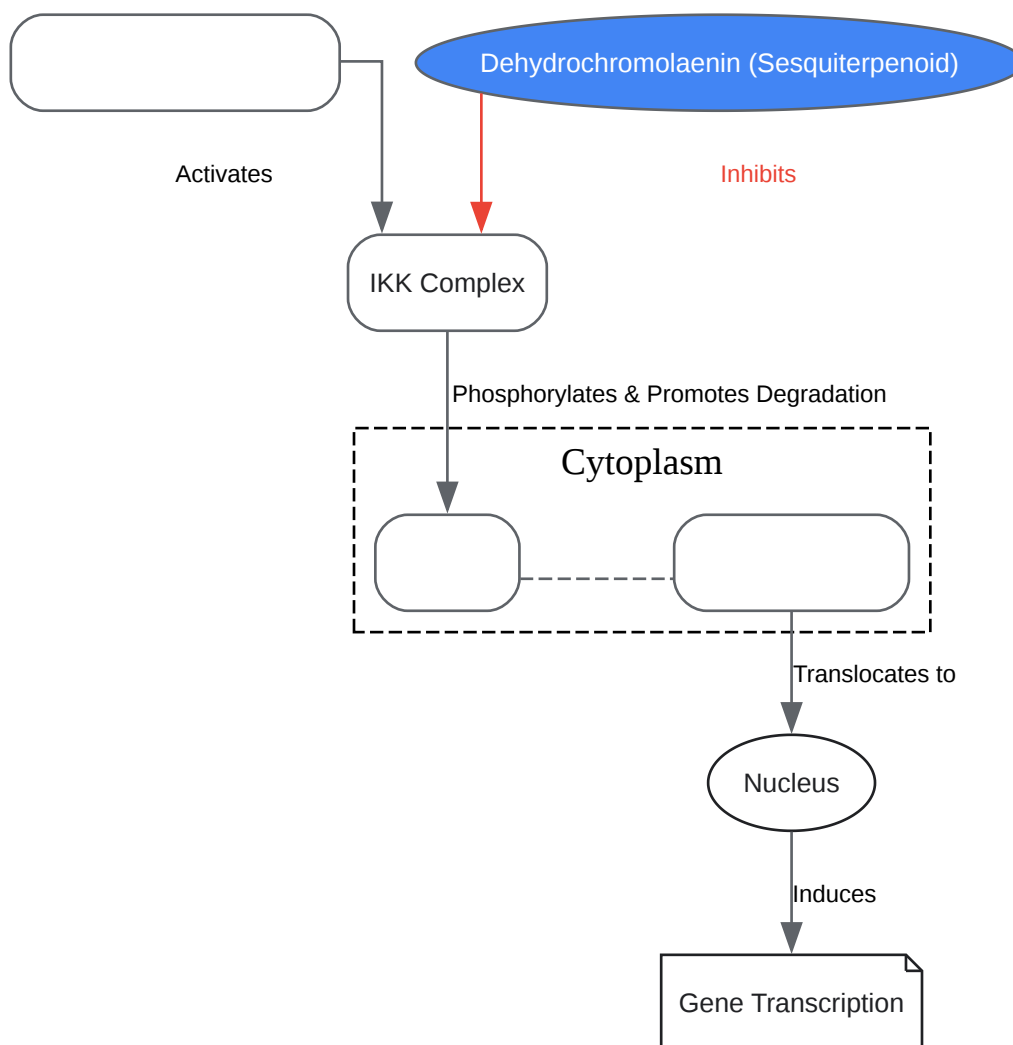 Dehydrochromolaenin (Sesquiterpenoid)
Activates
Inhibits
IKK Complex
Phosphorylates & Promotes Degradation
Cytoplasm
Translocates to
Nucleus
Induces
Gene Transcription